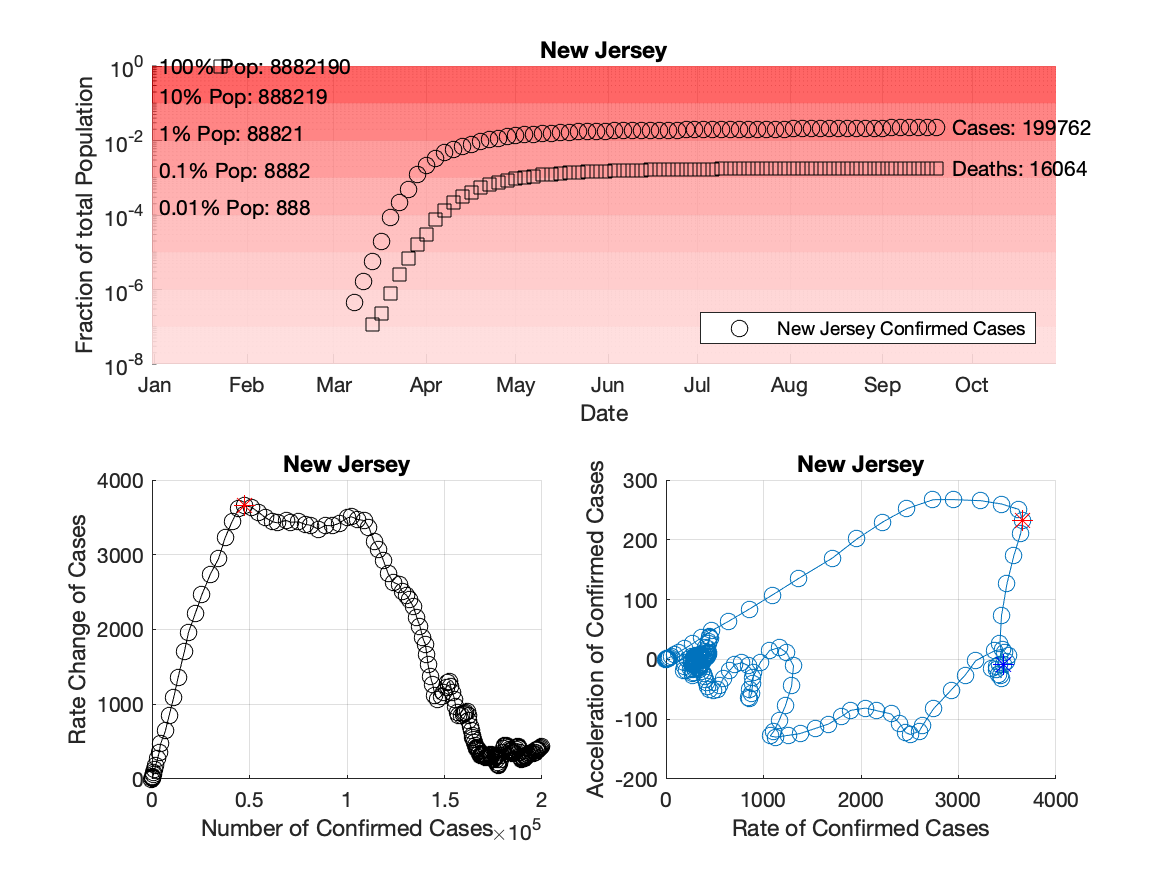 New Jersey
Fraction of total Population
10^0
10^-2
10^-4
10^-6
10^-8
100% Pop: 8882190
10% Pop: 888219
1% Pop: 88821
0.1% Pop: 8882
0.01% Pop: 888
Cases: 199762
Deaths: 16064
New Jersey Confirmed Cases
Jan Feb Mar Apr May Jun Jul Aug Sep Oct
Date
New Jersey
Rate Change of Cases
4000
3000
2000
1000
0
0 0.5 1 1.5 2
Number of Confirmed Cases ×10^5
New Jersey
Acceleration of Confirmed Cases
300
200
100
0
-100
-200
0 1000 2000 3000 4000
Rate of Confirmed Cases